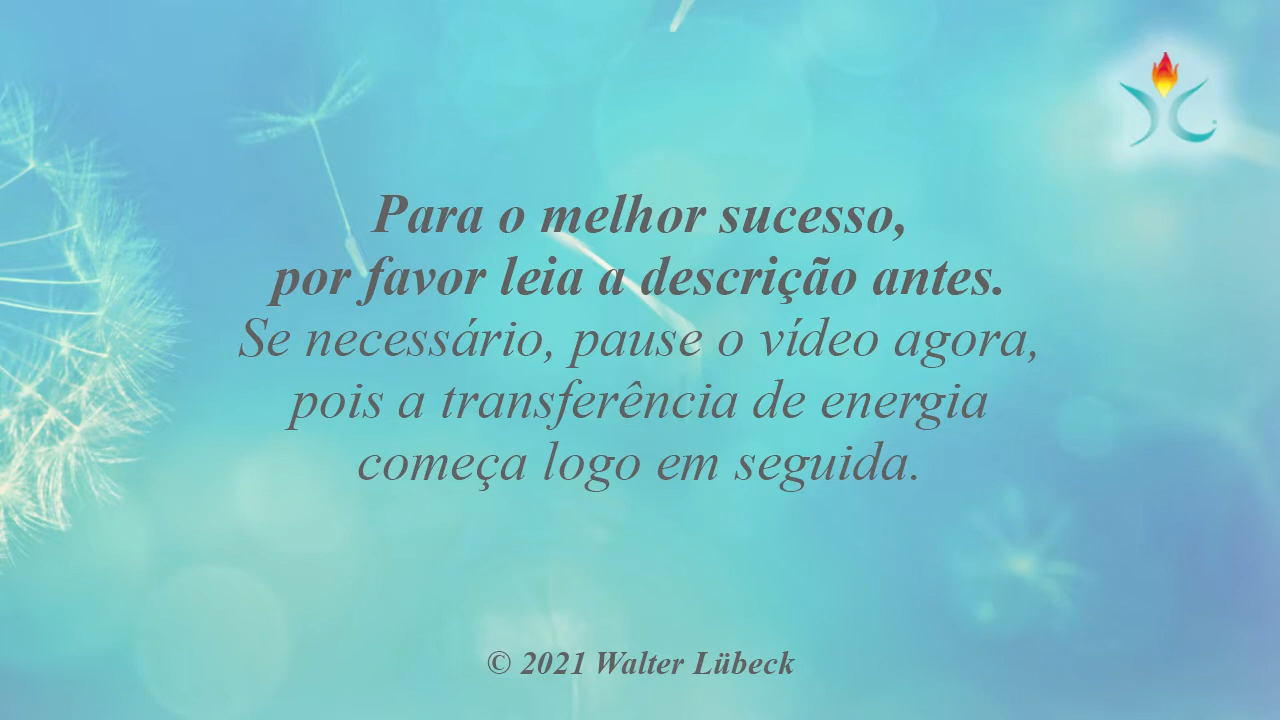 Para o melhor sucesso,
por favor leia a descrição antes.
Se necessário, pause o vídeo agora,
pois a transferência de energia
começa logo em seguida.
© 2021 Walter Lübeck